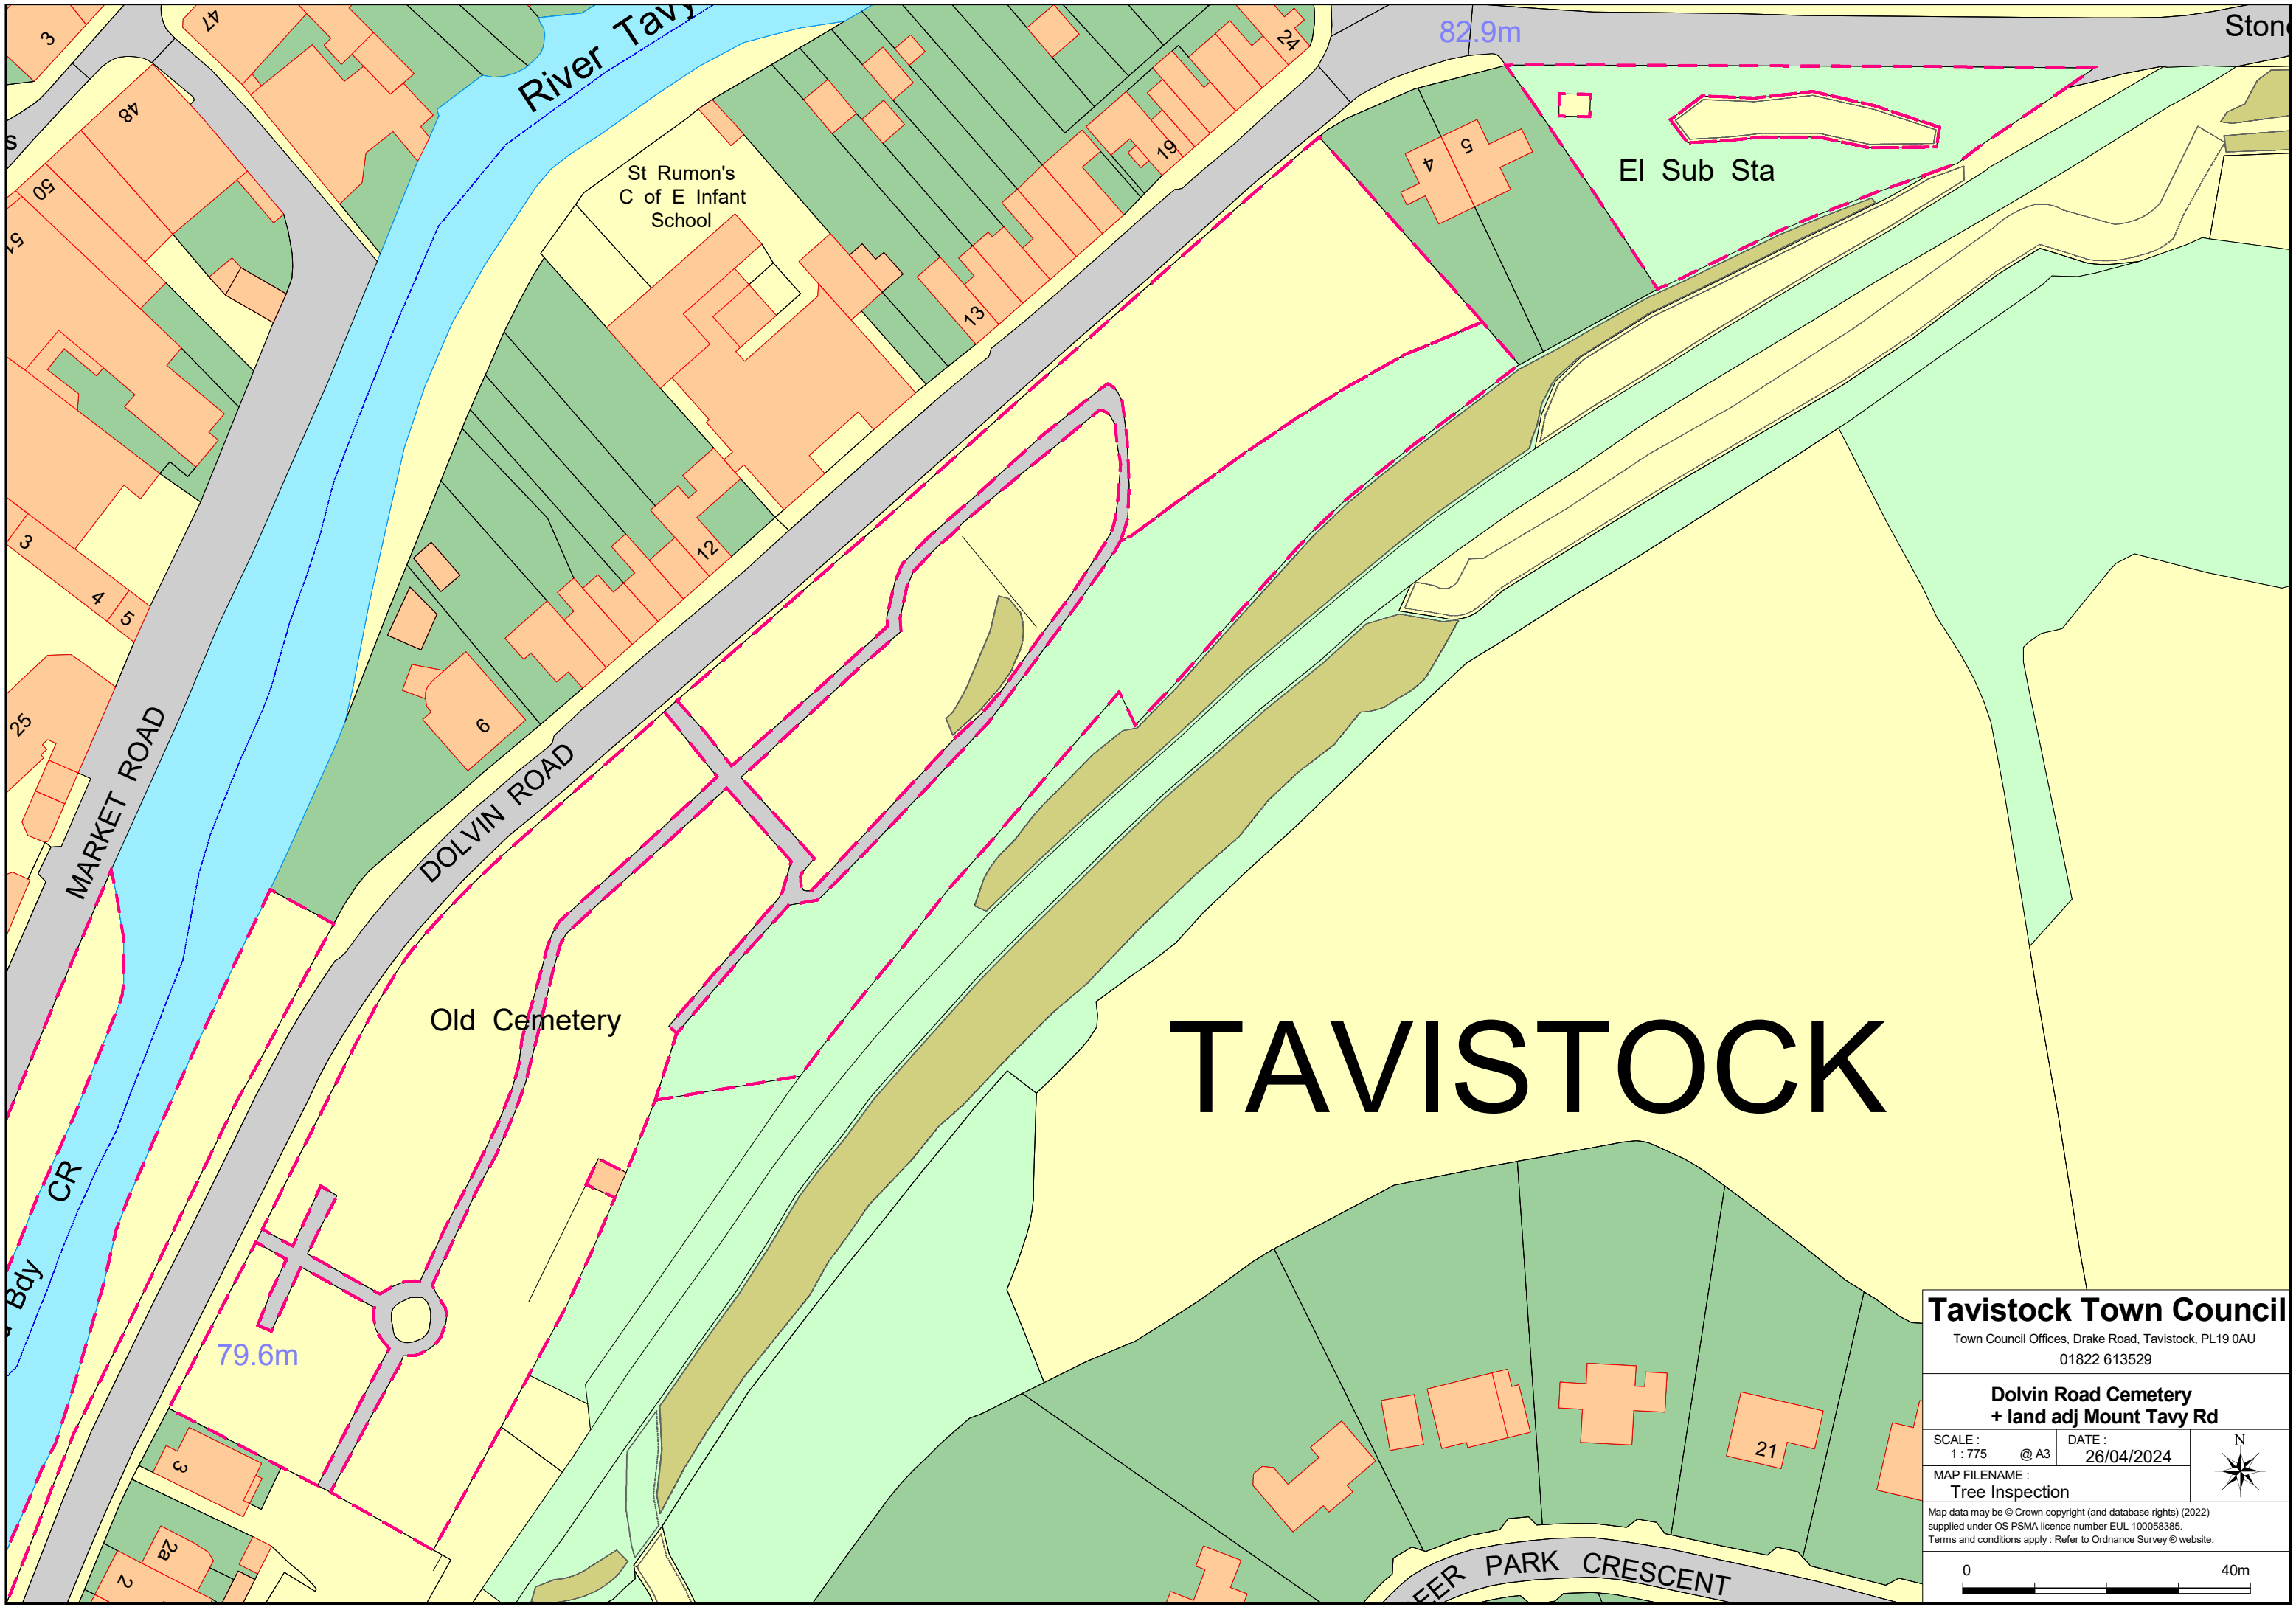 3
47
River Tavy
82.9m
Stone
24
48
s
50
51
St Rumon's
C of E Infant
School
19
4
5
El Sub Sta
13
3
4
5
12
25
6
MARKET ROAD
DOLVIN ROAD
Old Cemetery
TAVISTOCK
CR
Bdy
79.6m
3
2a
2
21
EER PARK CRESCENT
Tavistock Town Council
Town Council Offices, Drake Road, Tavistock, PL19 0AU
01822 613529
Dolvin Road Cemetery
+ land adj Mount Tavy Rd
SCALE :
1 : 775 @ A3
DATE :
26/04/2024
N
MAP FILENAME :
Tree Inspection
Map data may be © Crown copyright (and database rights) (2022)
supplied under OS PSMA licence number EUL 100058385.
Terms and conditions apply : Refer to Ordnance Survey ® website.
0 40m